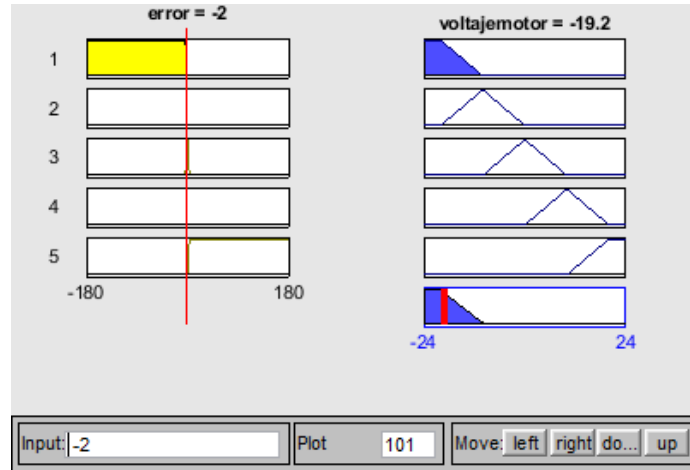 error = -2
voltajemotor = -19.2
1
2
3
4
5
-180 180
-24 24
Input: -2 Plot 101 Move: left right do... up